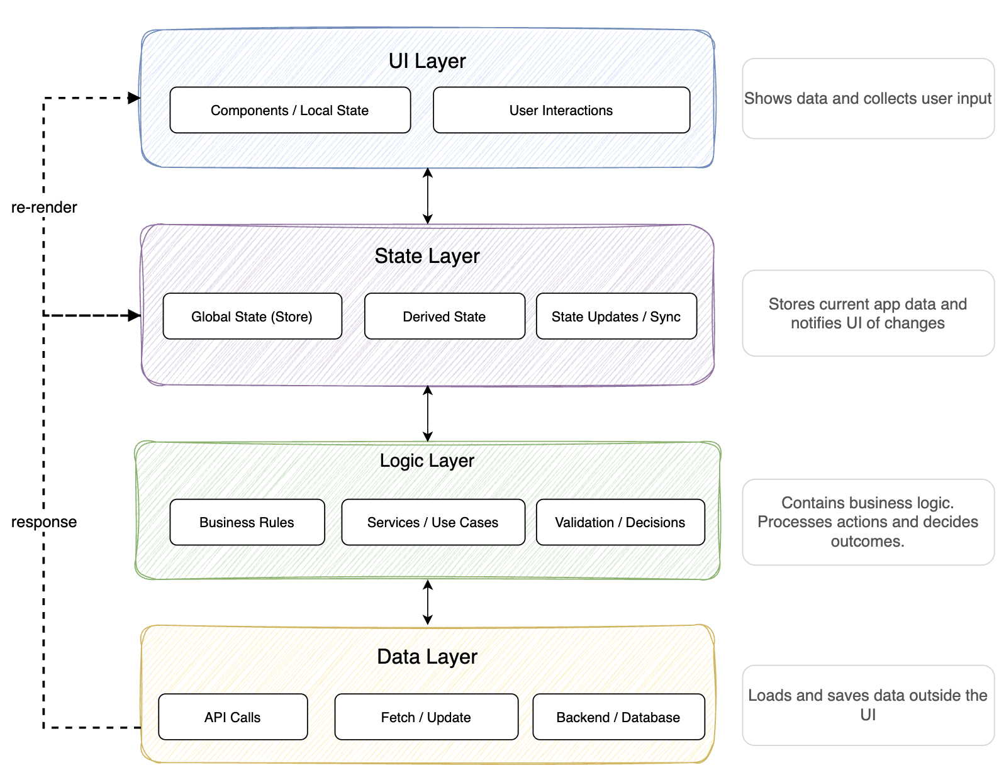 UI Layer
Components / Local State
User Interactions
Shows data and collects user input
re-render
State Layer
Global State (Store)
Derived State
State Updates / Sync
Stores current app data and
notifies UI of changes
Logic Layer
Business Rules
Services / Use Cases
Validation / Decisions
Contains business logic.
Processes actions and decides
outcomes.
response
Data Layer
API Calls
Fetch / Update
Backend / Database
Loads and saves data outside the
UI